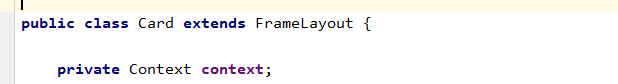 public class Card extends FrameLayout {
private Context context;